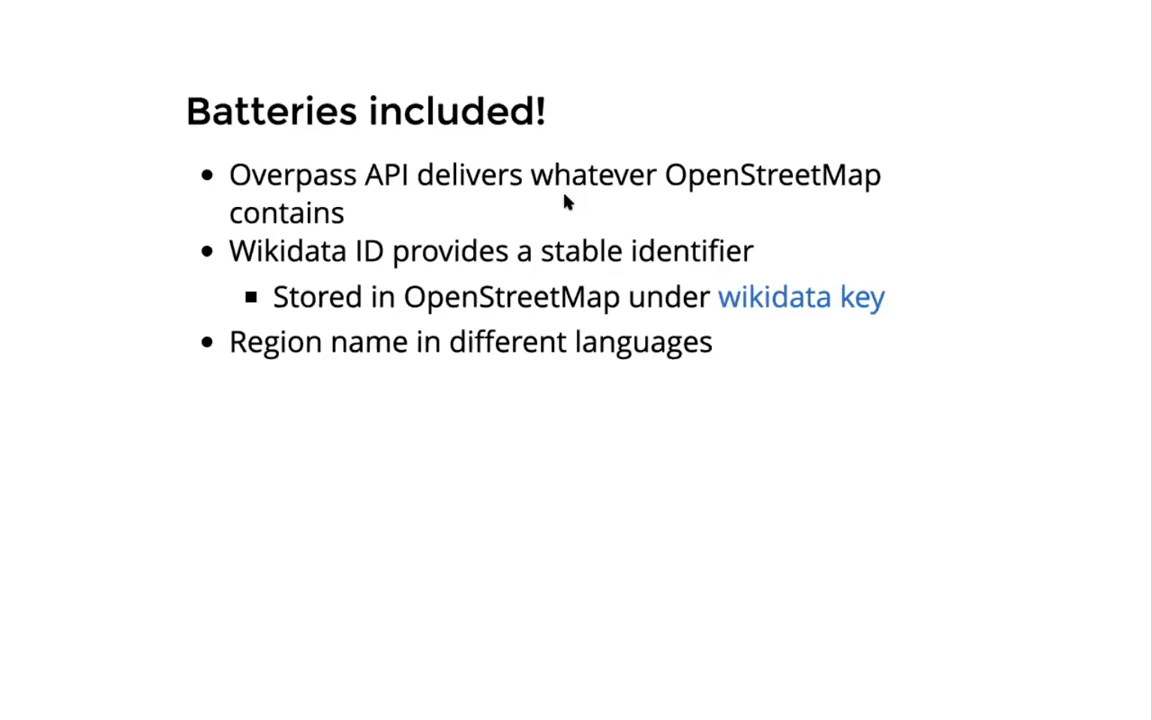 Batteries included!
Overpass API delivers whatever OpenStreetMap
contains
Wikidata ID provides a stable identifier
Stored in OpenStreetMap under wikidata key
Region name in different languages